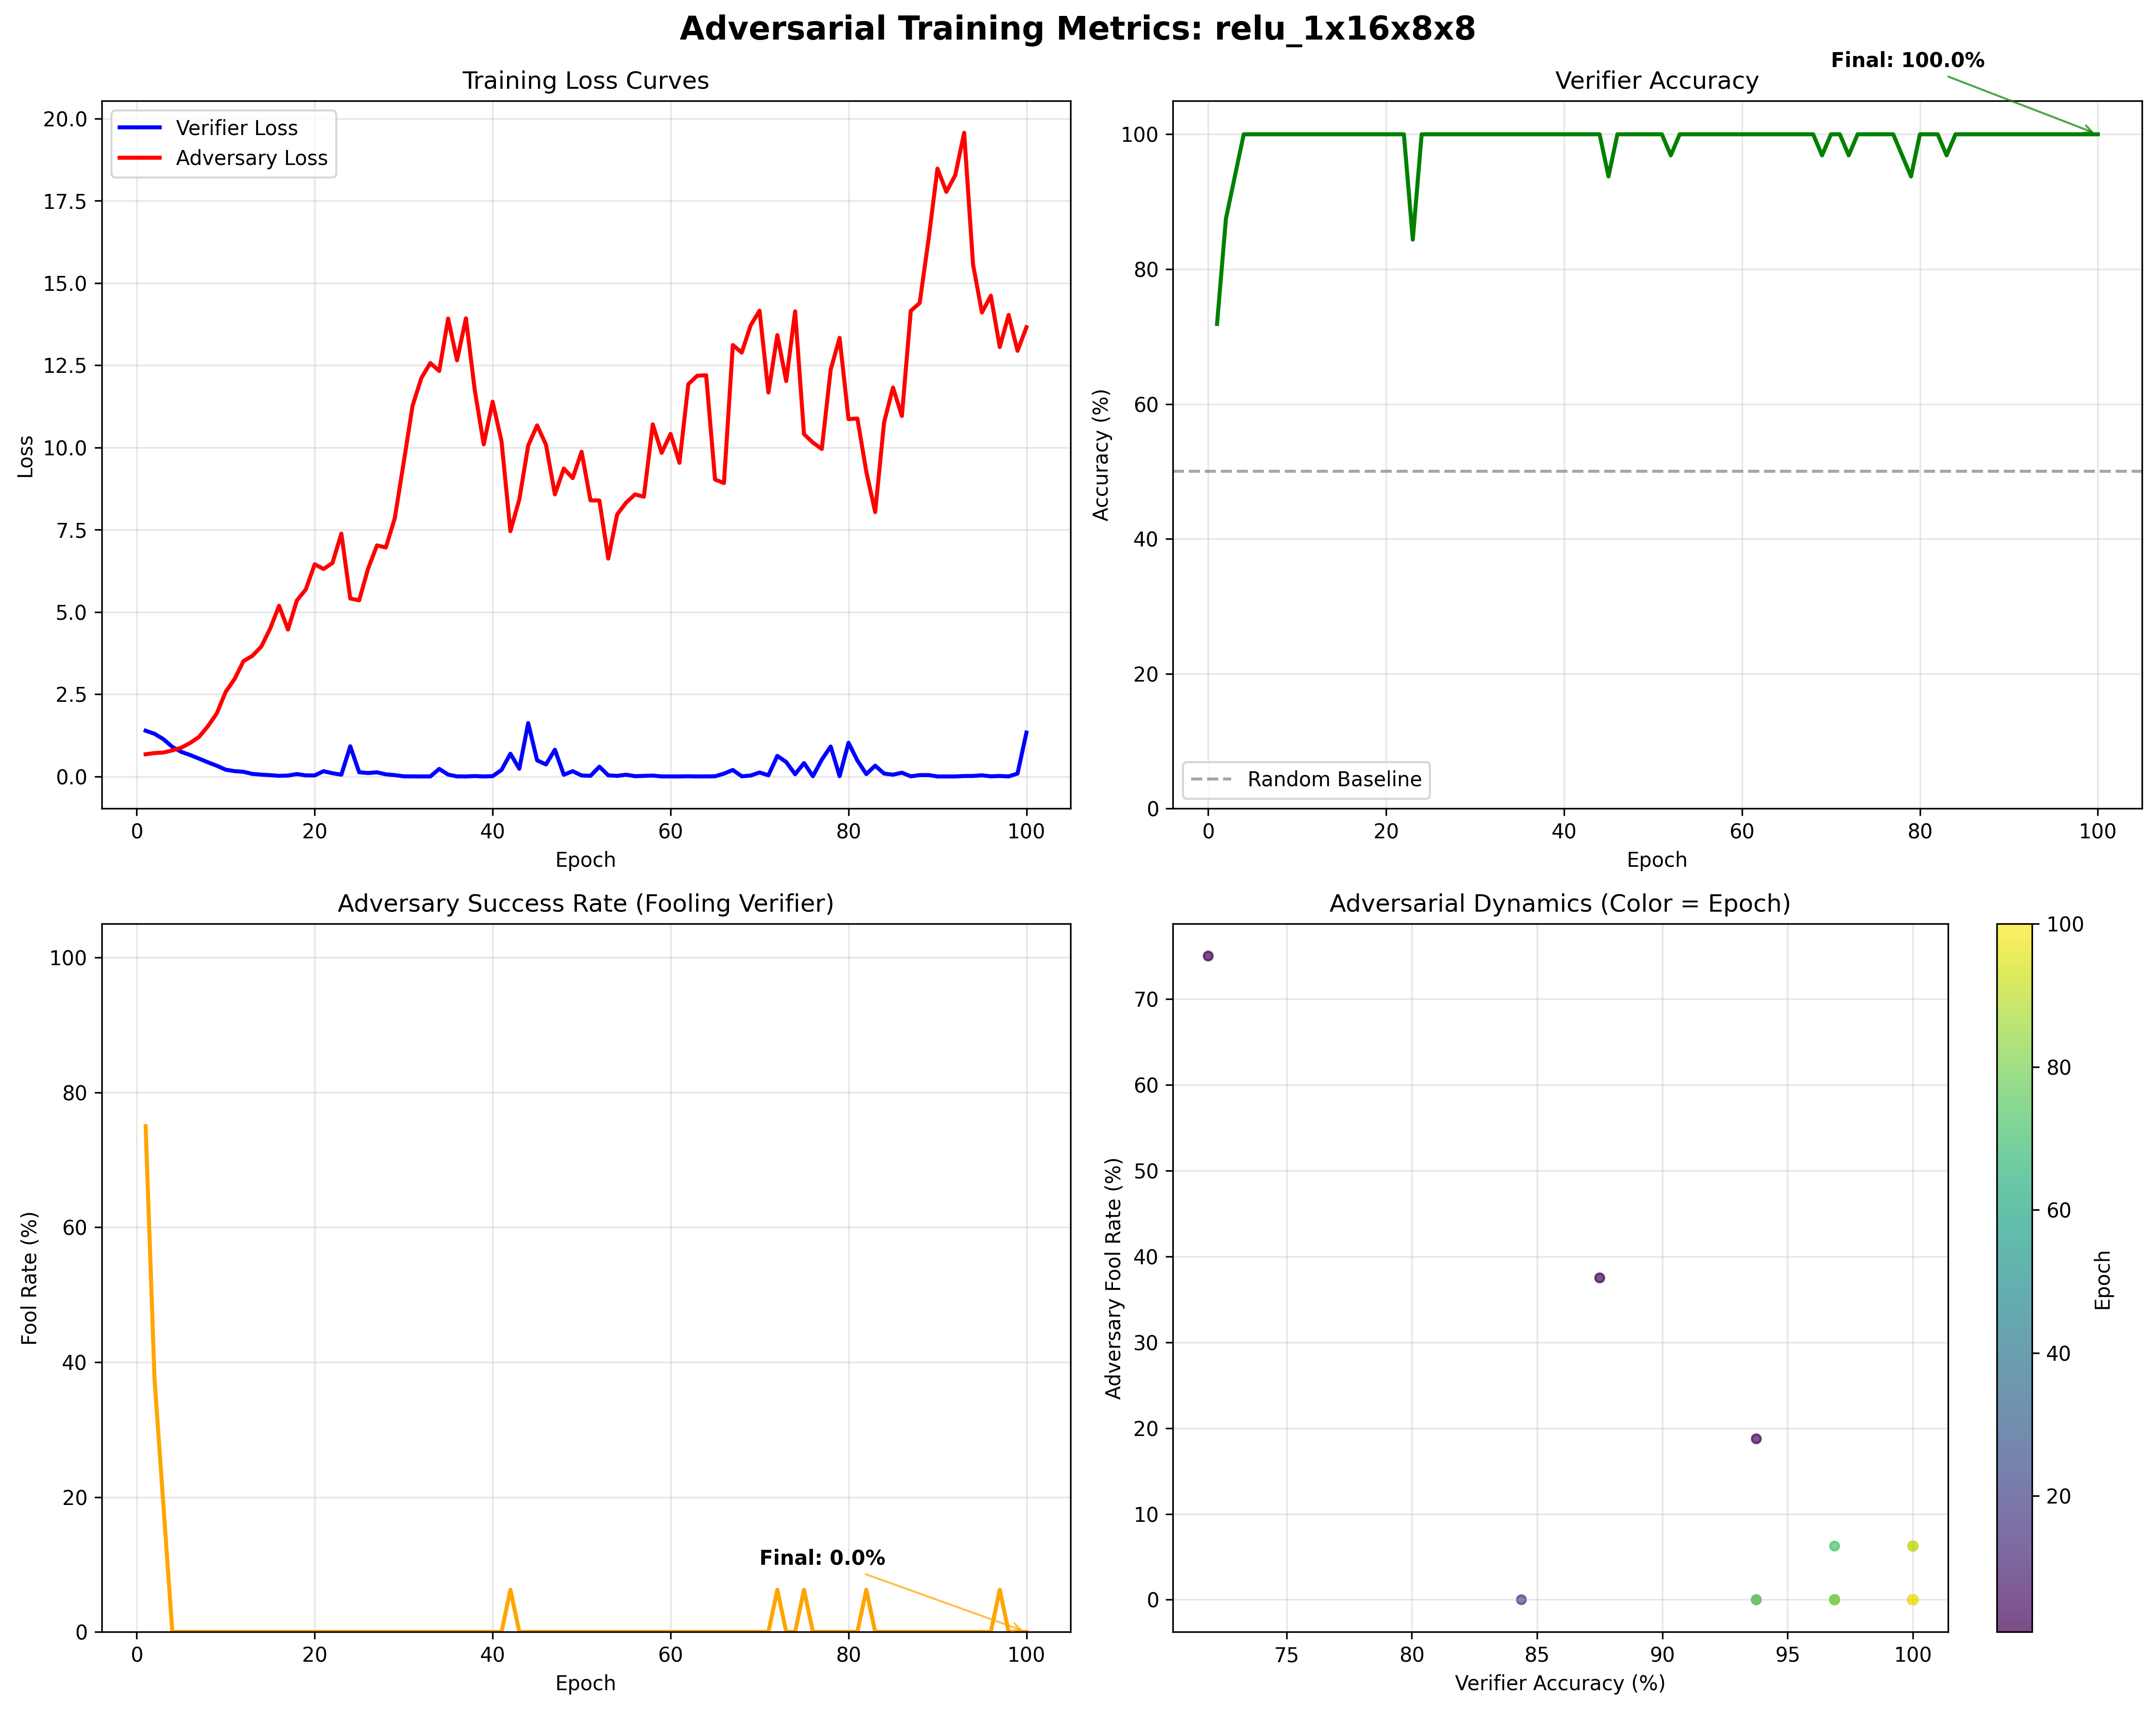 Adversarial Training Metrics: relu_1x16x8x8
Training Loss Curves
Verifier Loss
Adversary Loss
20.0
17.5
15.0
12.5
10.0
7.5
5.0
2.5
0.0
Loss
0 20 40 60 80 100
Epoch
Verifier Accuracy
Final: 100.0%
100
80
60
40
20
0
Accuracy (%)
Random Baseline
0 20 40 60 80 100
Epoch
Adversary Success Rate (Fooling Verifier)
100
80
60
40
20
0
Fool Rate (%)
Final: 0.0%
0 20 40 60 80 100
Epoch
Adversarial Dynamics (Color = Epoch)
70
60
50
40
30
20
10
0
Adversary Fool Rate (%)
75 80 85 90 95 100
Verifier Accuracy (%)
100
80
60
40
20
Epoch